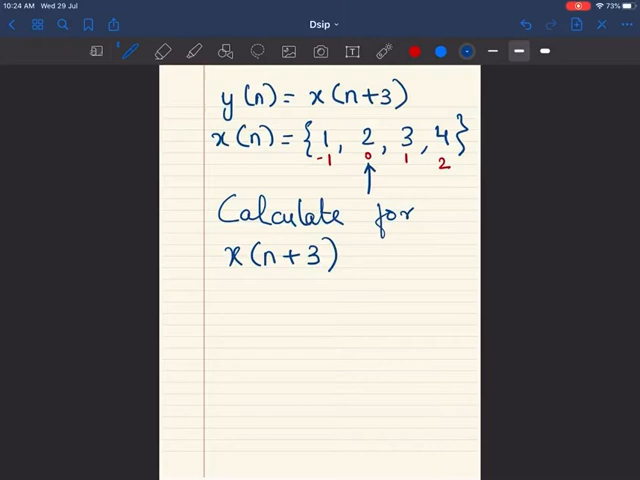 10:24 AM Wed 29 Jul
73%
Dsip
y(n) = x(n+3)
x(n) = {1, 2, 3, 4}
-1 0 1 2
Calculate for
x(n+3)